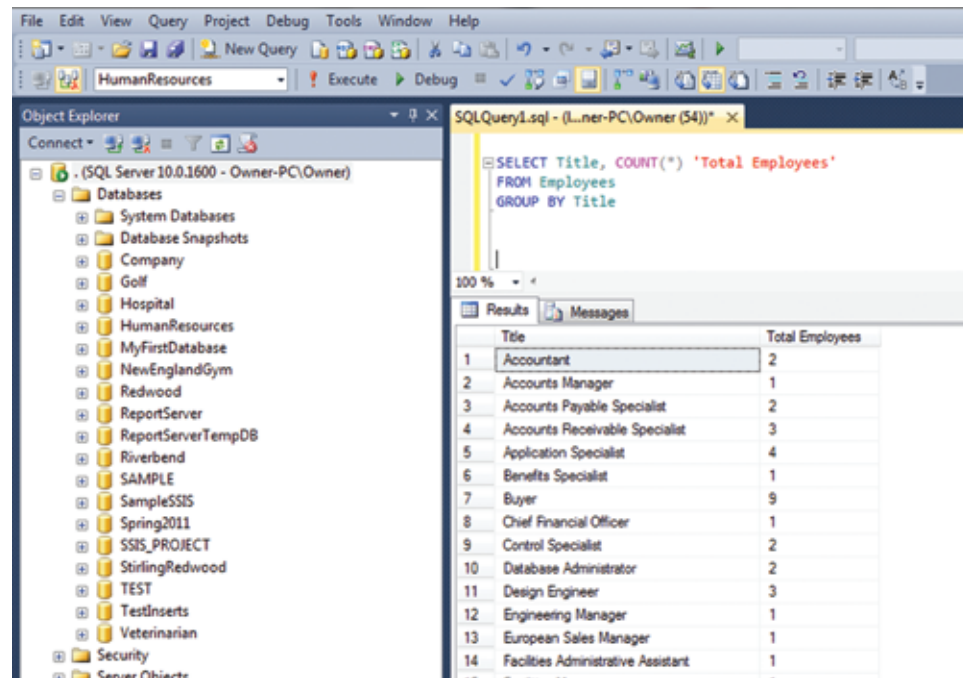 File Edit View Query Project Debug Tools Window Help
New Query
HumanResources Execute Debug
Object Explorer
Connect
. (SQL Server 10.0.1600 - Owner-PC\Owner)
Databases
System Databases
Database Snapshots
Company
Golf
Hospital
HumanResources
MyFirstDatabase
NewEnglandGym
Redwood
ReportServer
ReportServerTempDB
Riverbend
SAMPLE
SampleSSIS
Spring2011
SSIS_PROJECT
StirlingRedwood
TEST
TestInserts
Veterinarian
Security
Server Objects
SQLQuery1.sql - (l...ner-PC\Owner (54))*
SELECT Title, COUNT(*) 'Total Employees'
FROM Employees
GROUP BY Title
100 %
Results Messages
Title Total Employees
1 Accountant 2
2 Accounts Manager 1
3 Accounts Payable Specialist 2
4 Accounts Receivable Specialist 3
5 Application Specialist 4
6 Benefits Specialist 1
7 Buyer 9
8 Chief Financial Officer 1
9 Control Specialist 2
10 Database Administrator 2
11 Design Engineer 3
12 Engineering Manager 1
13 European Sales Manager 1
14 Facilities Administrative Assistant 1